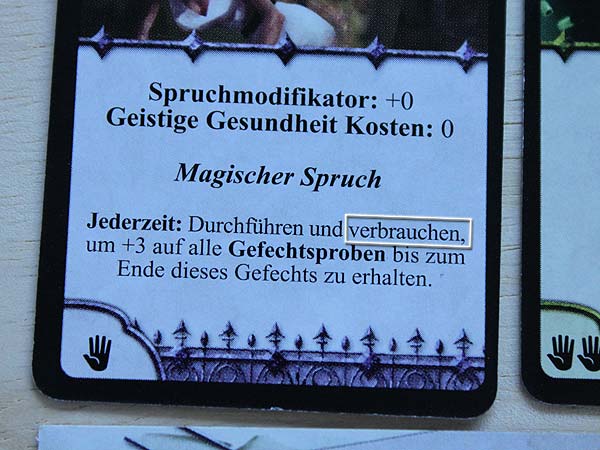 Spruchmodifikator: +0
Geistige Gesundheit Kosten: 0
Magischer Spruch
Jederzeit: Durchführen und verbrauchen,
um +3 auf alle Gefechtsproben bis zum
Ende dieses Gefechts zu erhalten.